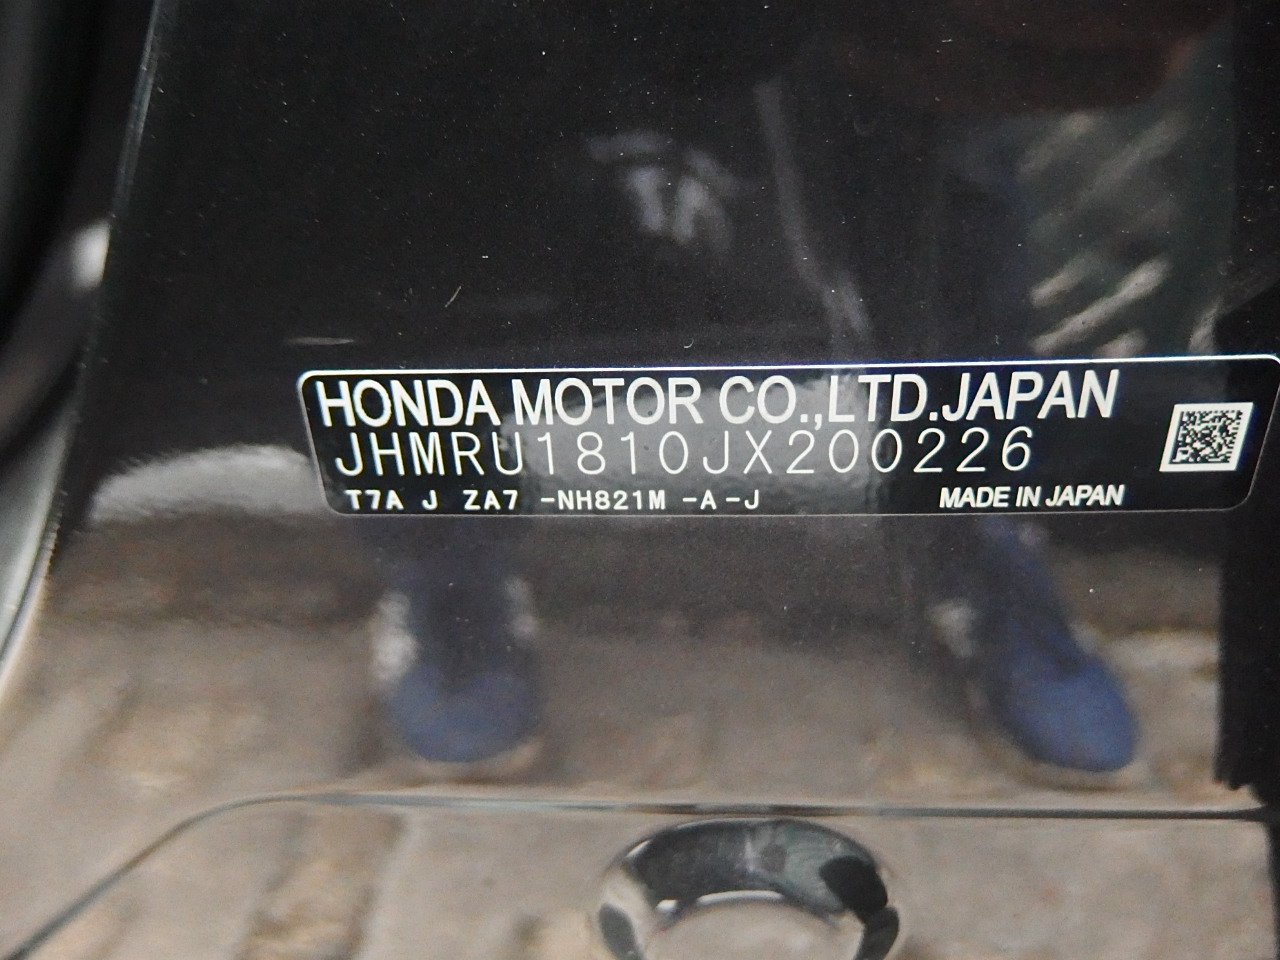 HONDA MOTOR CO.,LTD.JAPAN
JHMRU1810JX200226
T7A J ZA7 -NH821M -A-J
MADE IN JAPAN